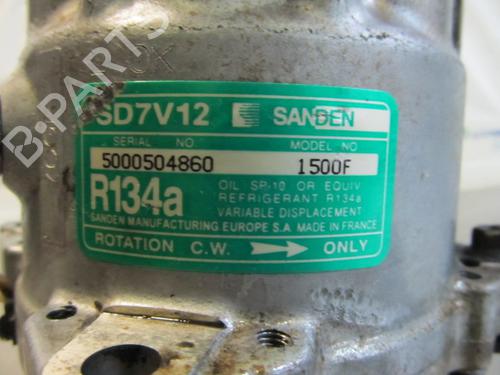 B-PARTS
SD7V12 SANDEN
SERIAL NO. MODEL NO
5000504860 1500F
R134a
OIL SP-10 OR EQUIV
REFRIGERANT R134a
VARIABLE DISPLACEMENT
SANDEN MANUFACTURING EUROPE S.A MADE IN FRANCE
ROTATION C.W. ONLY